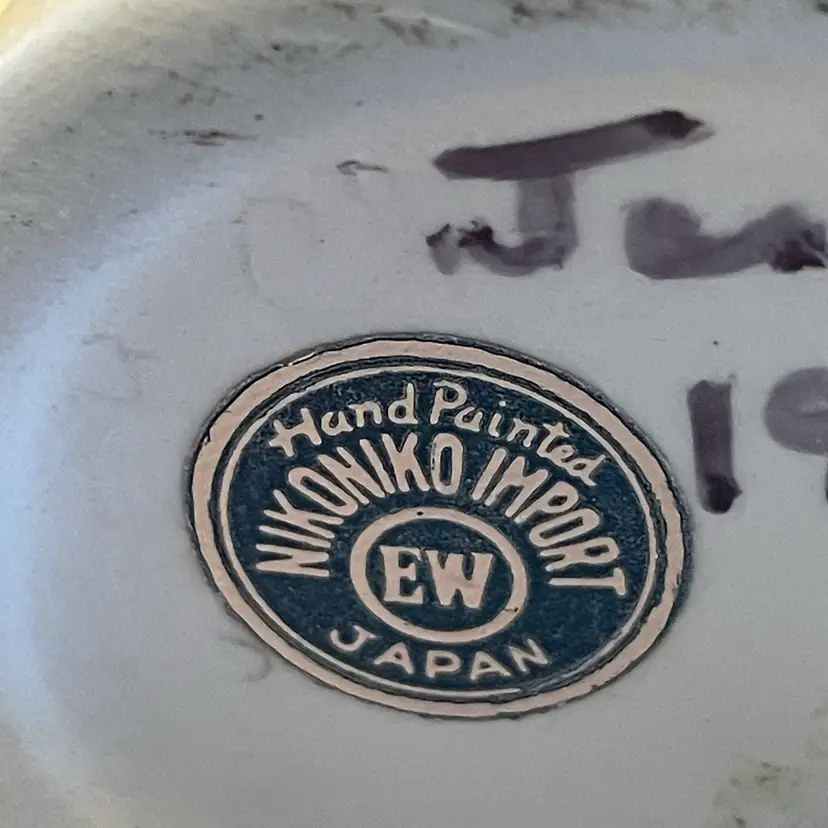 Hand Painted
NIKONIKO IMPORT
EW
JAPAN